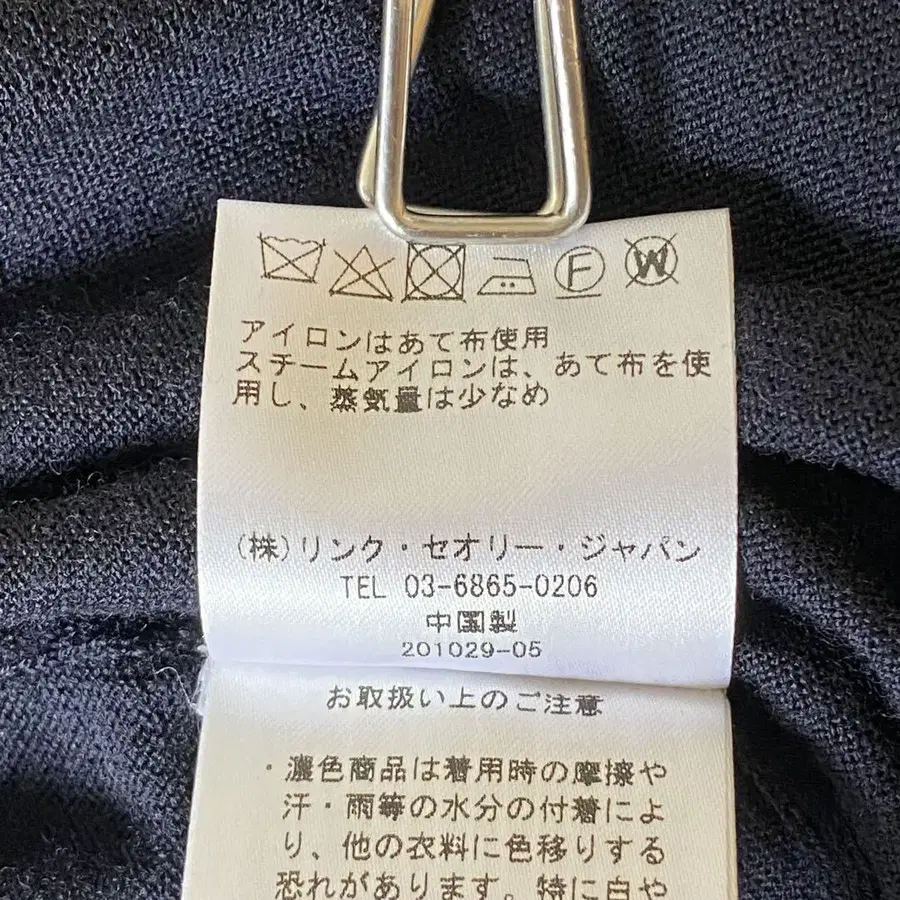 F
W
アイロンはあて布使用
スチームアイロンは、あて布を使
用し、蒸気量は少なめ
(株)リンク・セオリー・ジャパン
TEL 03-6865-0206
中国製
201029-05
お取扱い上のご注意
・濃色商品は着用時の摩擦や
汗・雨等の水分の付着によ
り、他の衣料に色移りする
恐れがあります。特に白や